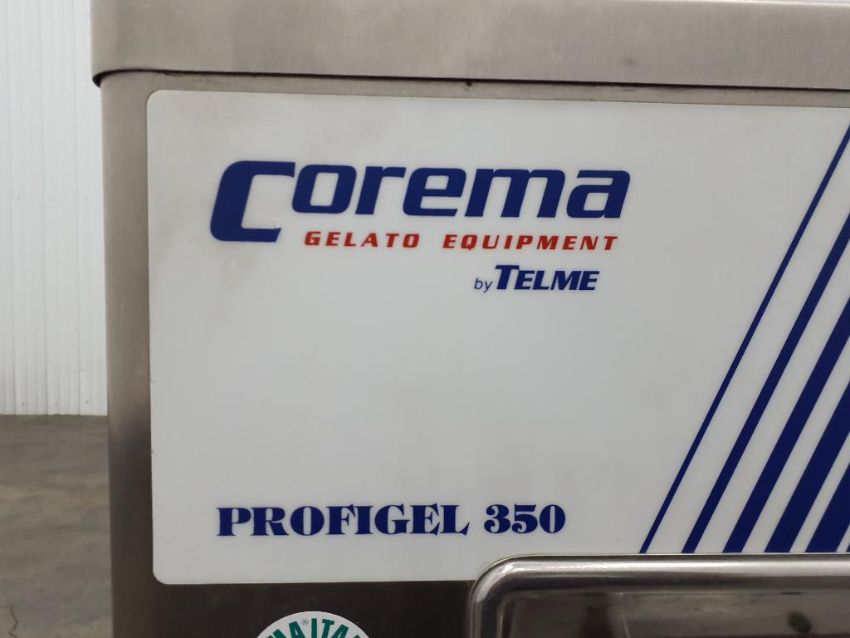 Corema
GELATO EQUIPMENT
by TELME
PROFIGEL 350